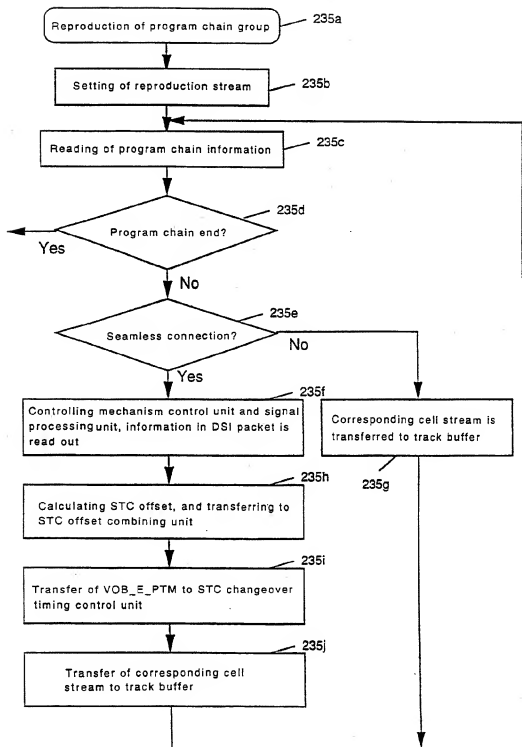 Reproduction of program chain group
235a
Setting of reproduction stream
235b
Reading of program chain information
235c
Program chain end?
235d
Yes
No
Seamless connection?
235e
No
Yes
Controlling mechanism control unit and signal
processing unit, information in DSI packet is
read out
235f
Corresponding cell stream is
transferred to track buffer
235g
Calculating STC offset, and transferring to
STC offset combining unit
235h
Transfer of VOB_E_PTM to STC changeover
timing control unit
235i
Transfer of corresponding cell
stream to track buffer
235j